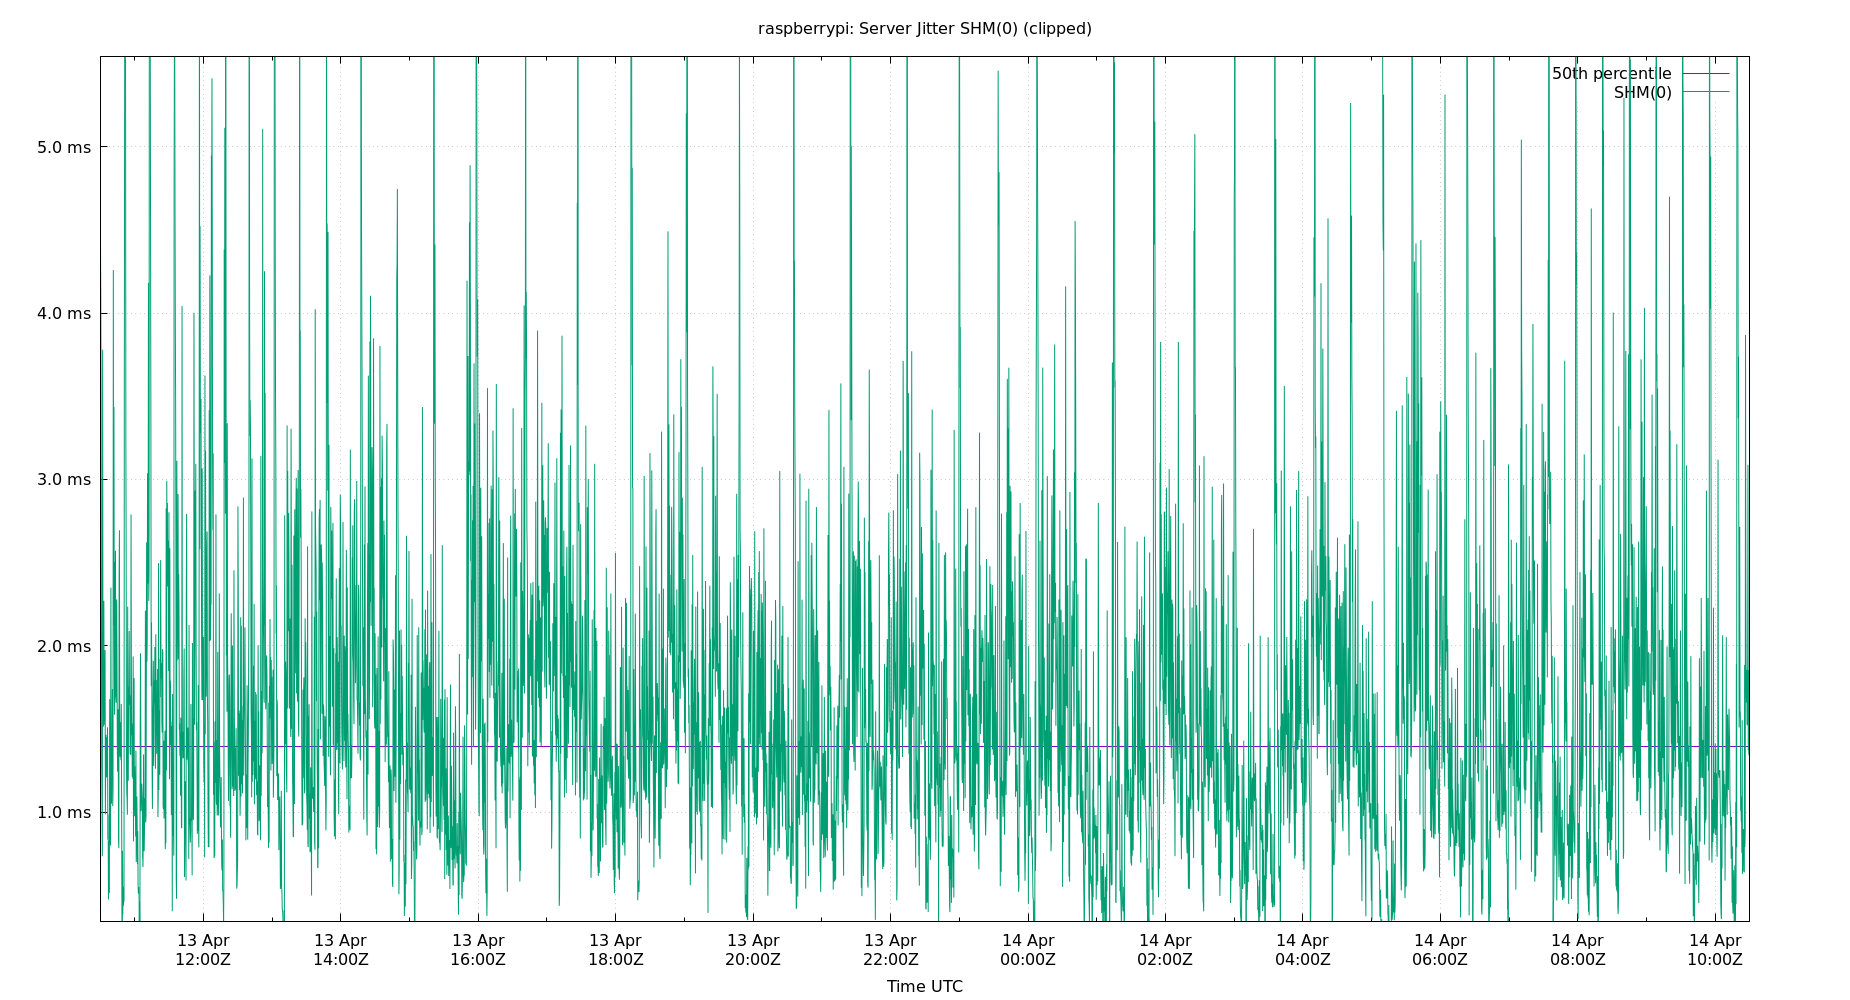 raspberrypi: Server Jitter SHM(0) (clipped)
50th percentile
SHM(0)
5.0 ms
4.0 ms
3.0 ms
2.0 ms
1.0 ms
13 Apr 13 Apr 13 Apr 13 Apr 13 Apr 13 Apr 14 Apr 14 Apr 14 Apr 14 Apr 14 Apr 14 Apr
12:00Z 14:00Z 16:00Z 18:00Z 20:00Z 22:00Z 00:00Z 02:00Z 04:00Z 06:00Z 08:00Z 10:00Z
Time UTC